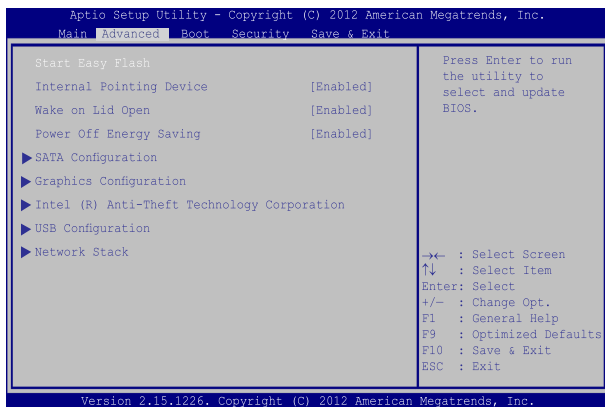 Aptio Setup Utility - Copyright (C) 2012 American Megatrends, Inc.
Main Advanced Boot Security Save & Exit
Start Easy Flash
Internal Pointing Device [Enabled]
Wake on Lid Open [Enabled]
Power Off Energy Saving [Enabled]
SATA Configuration
Graphics Configuration
Intel (R) Anti-Theft Technology Corporation
USB Configuration
Network Stack
Press Enter to run
the utility to
select and update
BIOS.
→← : Select Screen
↑↓ : Select Item
Enter: Select
+/— : Change Opt.
F1 : General Help
F9 : Optimized Defaults
F10 : Save & Exit
ESC : Exit
Version 2.15.1226. Copyright (C) 2012 American Megatrends, Inc.